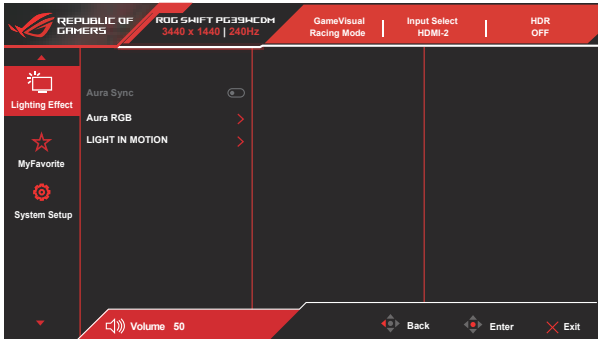 REPUBLIC OF
GAMERS
ROG SWIFT PG39WCDM
3440 x 1440 | 240Hz
GameVisual
Racing Mode
Input Select
HDMI-2
HDR
OFF
Lighting Effect
MyFavorite
System Setup
Aura Sync
Aura RGB
LIGHT IN MOTION
Volume 50
Back
Enter
Exit